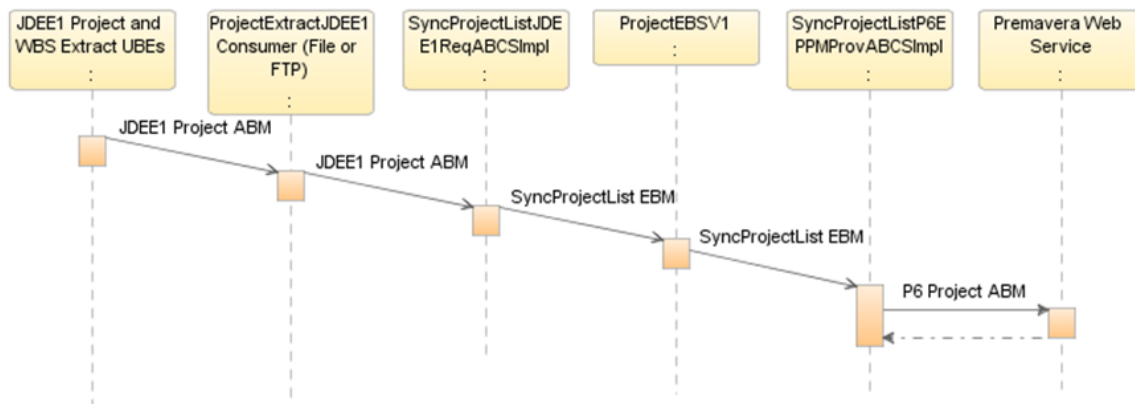 JDEE1 Project and
WBS Extract UBEs
:
ProjectExtractJDEE1
Consumer (File or
FTP)
:
SyncProjectListJDE
E1ReqABCSImpl
:
ProjectEBSV1
:
SyncProjectListP6E
PPMProvABCSImpl
:
Premavera Web
Service
:
JDEE1 Project ABM
JDEE1 Project ABM
SyncProjectList EBM
SyncProjectList EBM
P6 Project ABM